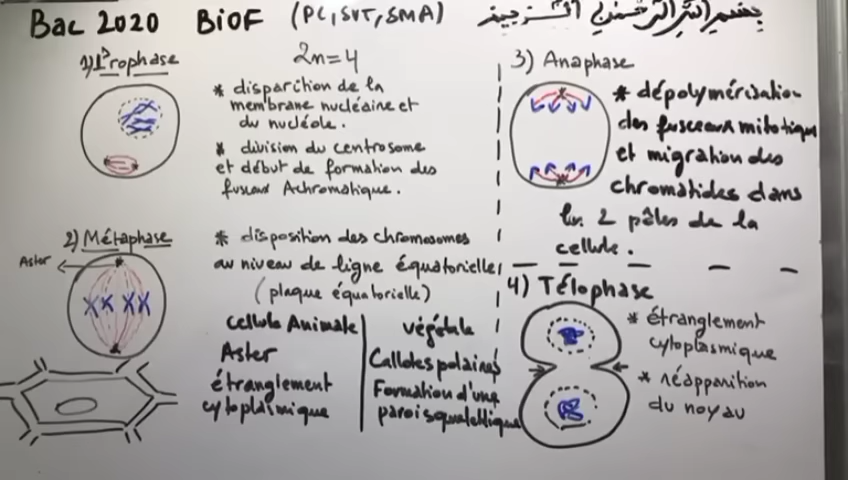 Bac 2020 BIOF (PC, SVT, SMA) بسم الله الرحمن الرحيم
1) Prophase
2n=4
* disparition de la
membrane nucléaire et
du nucléole.
* division du centrosome
et début de formation des
fuseau Achromatique.
2) Métaphase
Aster
* disposition des chromosomes
au niveau de ligne équatorielle
(plaque équatorielle)
Cellule Animale végétale
Aster Callotes polaires
étranglement Formation d'une
cytoplasmique paroi squelettique
3) Anaphase
* dépolymérisation
des fuseaux mitotique
et migration des
chromatides dans
les 2 pôles de la
cellule.
4) Télophase
* étranglement
cytoplasmique
* réapparition
du noyau